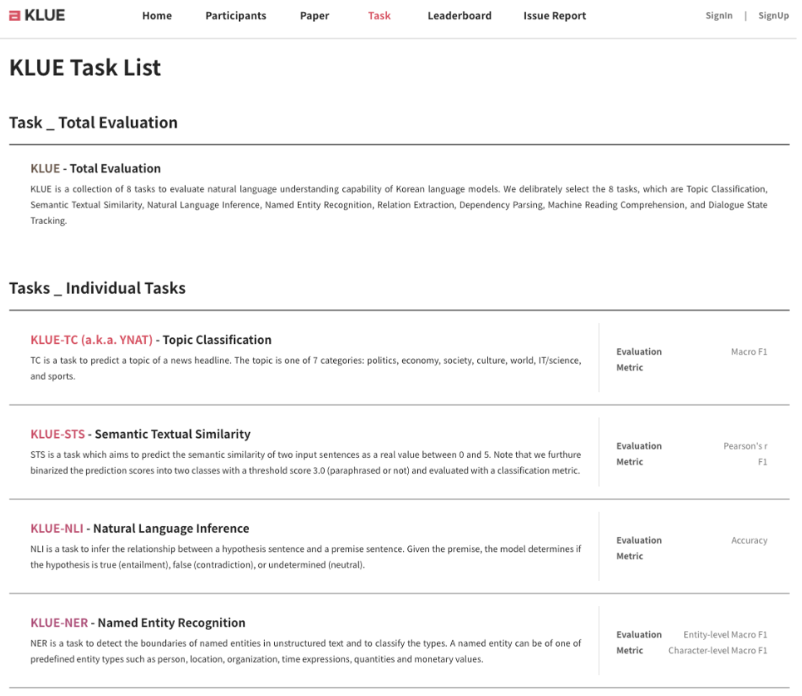 KLUE Home Participants Paper Task Leaderboard Issue Report SignIn | SignUp
KLUE Task List
Task _ Total Evaluation
KLUE - Total Evaluation
KLUE is a collection of 8 tasks to evaluate natural language understanding capability of Korean language models. We delibrately select the 8 tasks, which are Topic Classification,
Semantic Textual Similarity, Natural Language Inference, Named Entity Recognition, Relation Extraction, Dependency Parsing, Machine Reading Comprehension, and Dialogue State
Tracking.
Tasks _ Individual Tasks
KLUE-TC (a.k.a. YNAT) - Topic Classification
TC is a task to predict a topic of a news headline. The topic is one of 7 categories: politics, economy, society, culture, world, IT/science,
and sports.
Evaluation Macro F1
Metric
KLUE-STS - Semantic Textual Similarity
STS is a task which aims to predict the semantic similarity of two input sentences as a real value between 0 and 5. Note that we furthure
binarized the prediction scores into two classes with a threshold score 3.0 (paraphrased or not) and evaluated with a classification metric.
Evaluation Pearson's r
Metric F1
KLUE-NLI - Natural Language Inference
NLI is a task to infer the relationship between a hypothesis sentence and a premise sentence. Given the premise, the model determines if
the hypothesis is true (entailment), false (contradiction), or undetermined (neutral).
Evaluation Accuracy
Metric
KLUE-NER - Named Entity Recognition
NER is a task to detect the boundaries of named entities in unstructured text and to classify the types. A named entity can be of one of
predefined entity types such as person, location, organization, time expressions, quantities and monetary values.
Evaluation Entity-level Macro F1
Metric Character-level Macro F1